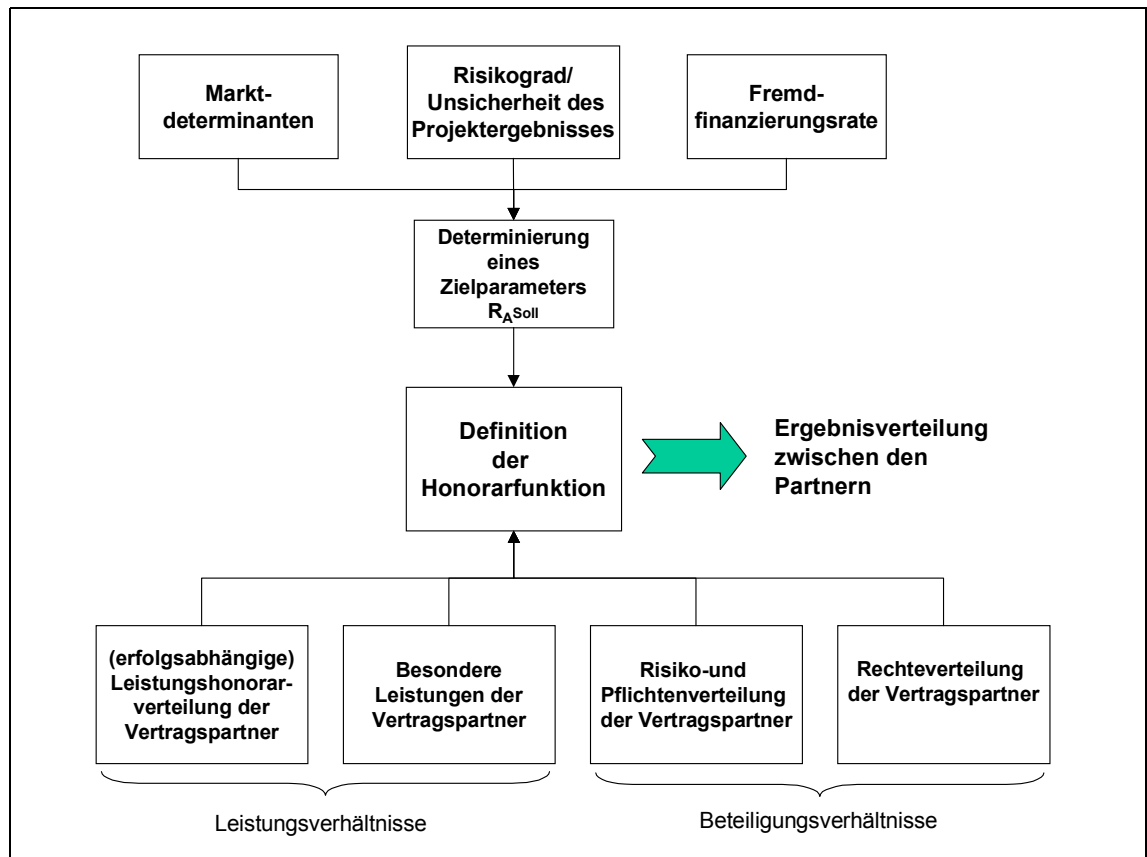 Markt-
determinanten
Risikograd/
Unsicherheit des
Projektergebnisses
Fremd-
finanzierungsrate
Determinierung
eines
Zielparameters
R_ASoll
Definition
der
Honorarfunktion
Ergebnisverteilung
zwischen den
Partnern
(erfolgsabhängige)
Leistungshonorar-
verteilung der
Vertragspartner
Besondere
Leistungen der
Vertragspartner
Risiko-und
Pflichtenverteilung
der Vertragspartner
Rechteverteilung
der Vertragspartner
Leistungsverhältnisse
Beteiligungsverhältnisse